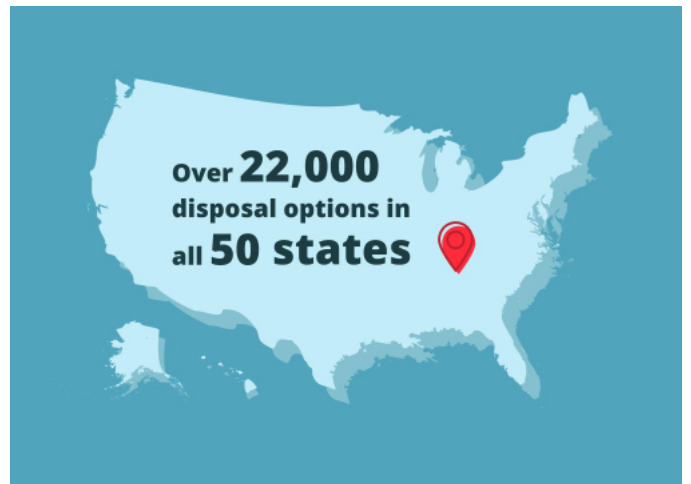 Over 22,000
disposal options in
all 50 states